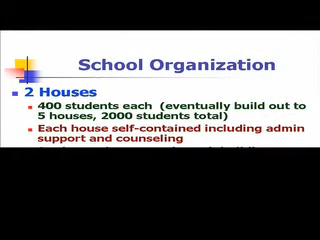 School Organization
2 Houses
400 students each (eventually build out to
5 houses, 2000 students total)
Each house self-contained including admin
support and counseling